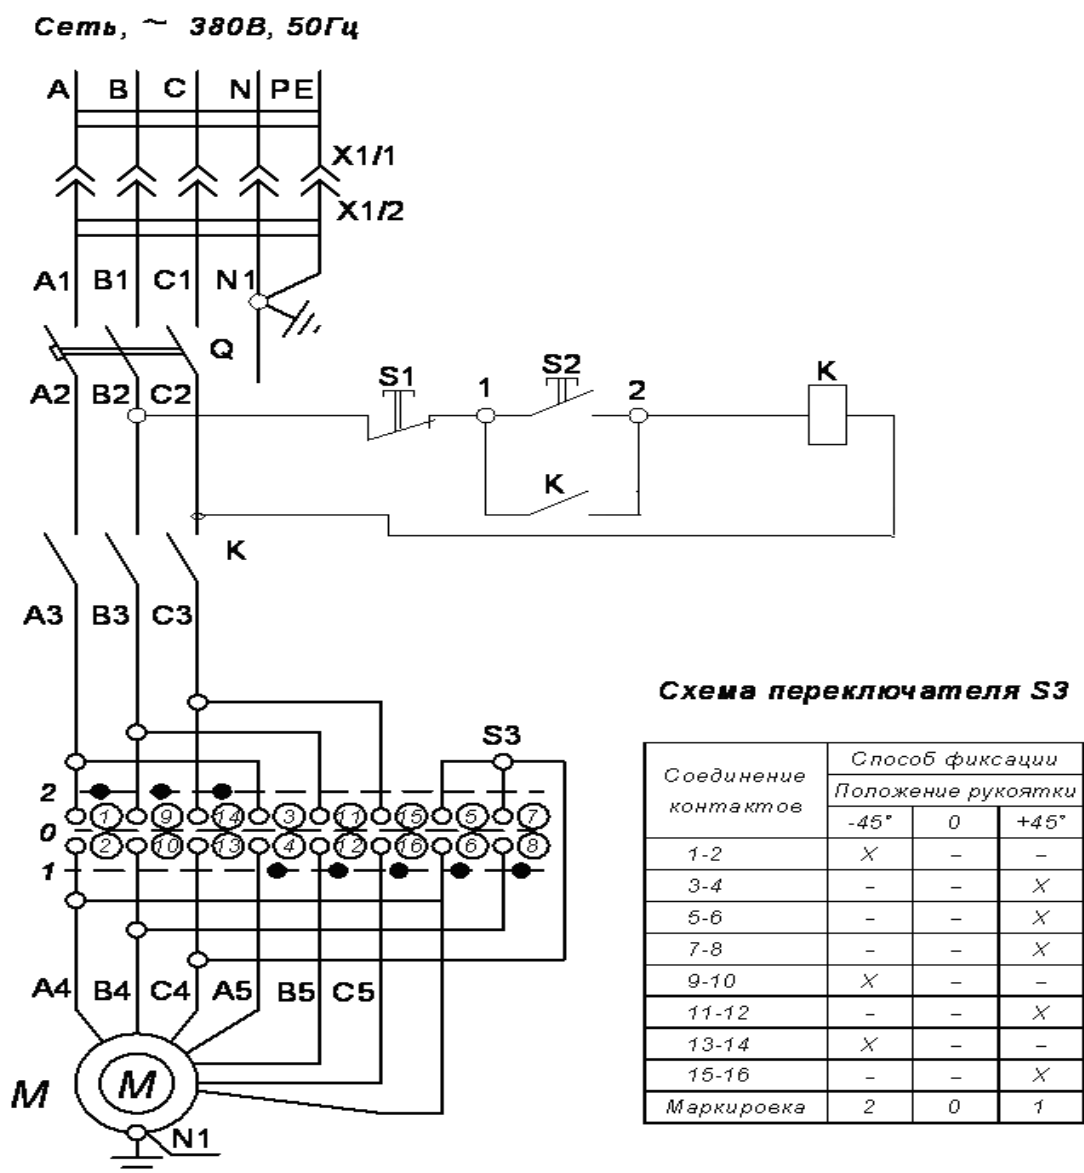 Сеть, ~ 380В, 50Гц
A B C N PE
X1/1
X1/2
A1 B1 C1 N1
Q
A2 B2 C2
S1 1 S2 2 K
K
K
A3 B3 C3
S3
2
1 9 14 3 11 15 5 7
0
2 10 13 4 12 16 6 8
1
A4 B4 C4 A5 B5 C5
M M
N1
Схема переключателя S3
Соединение контактов Способ фиксации
Положение рукоятки
-45° 0 +45°
1-2 X – –
3-4 – – X
5-6 – – X
7-8 – – X
9-10 X – –
11-12 – – X
13-14 X – –
15-16 – – X
Маркировка 2 0 1